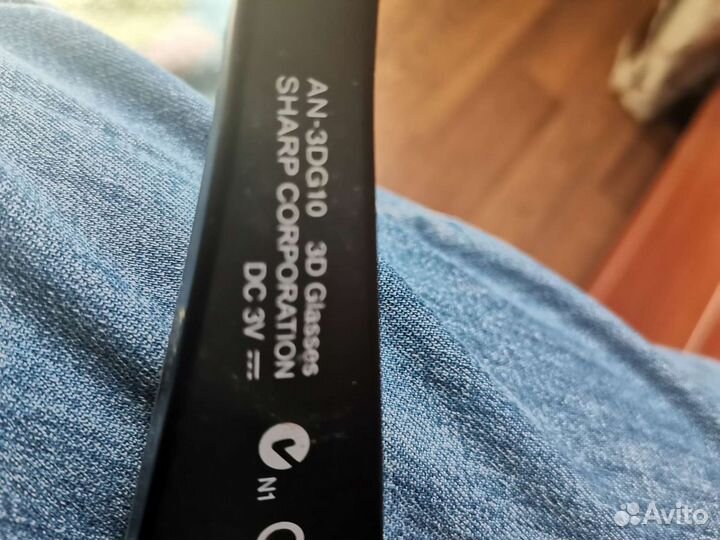 AN-3DG10 3D Glasses
SHARP CORPORATION
DC 3V
N1
Avito